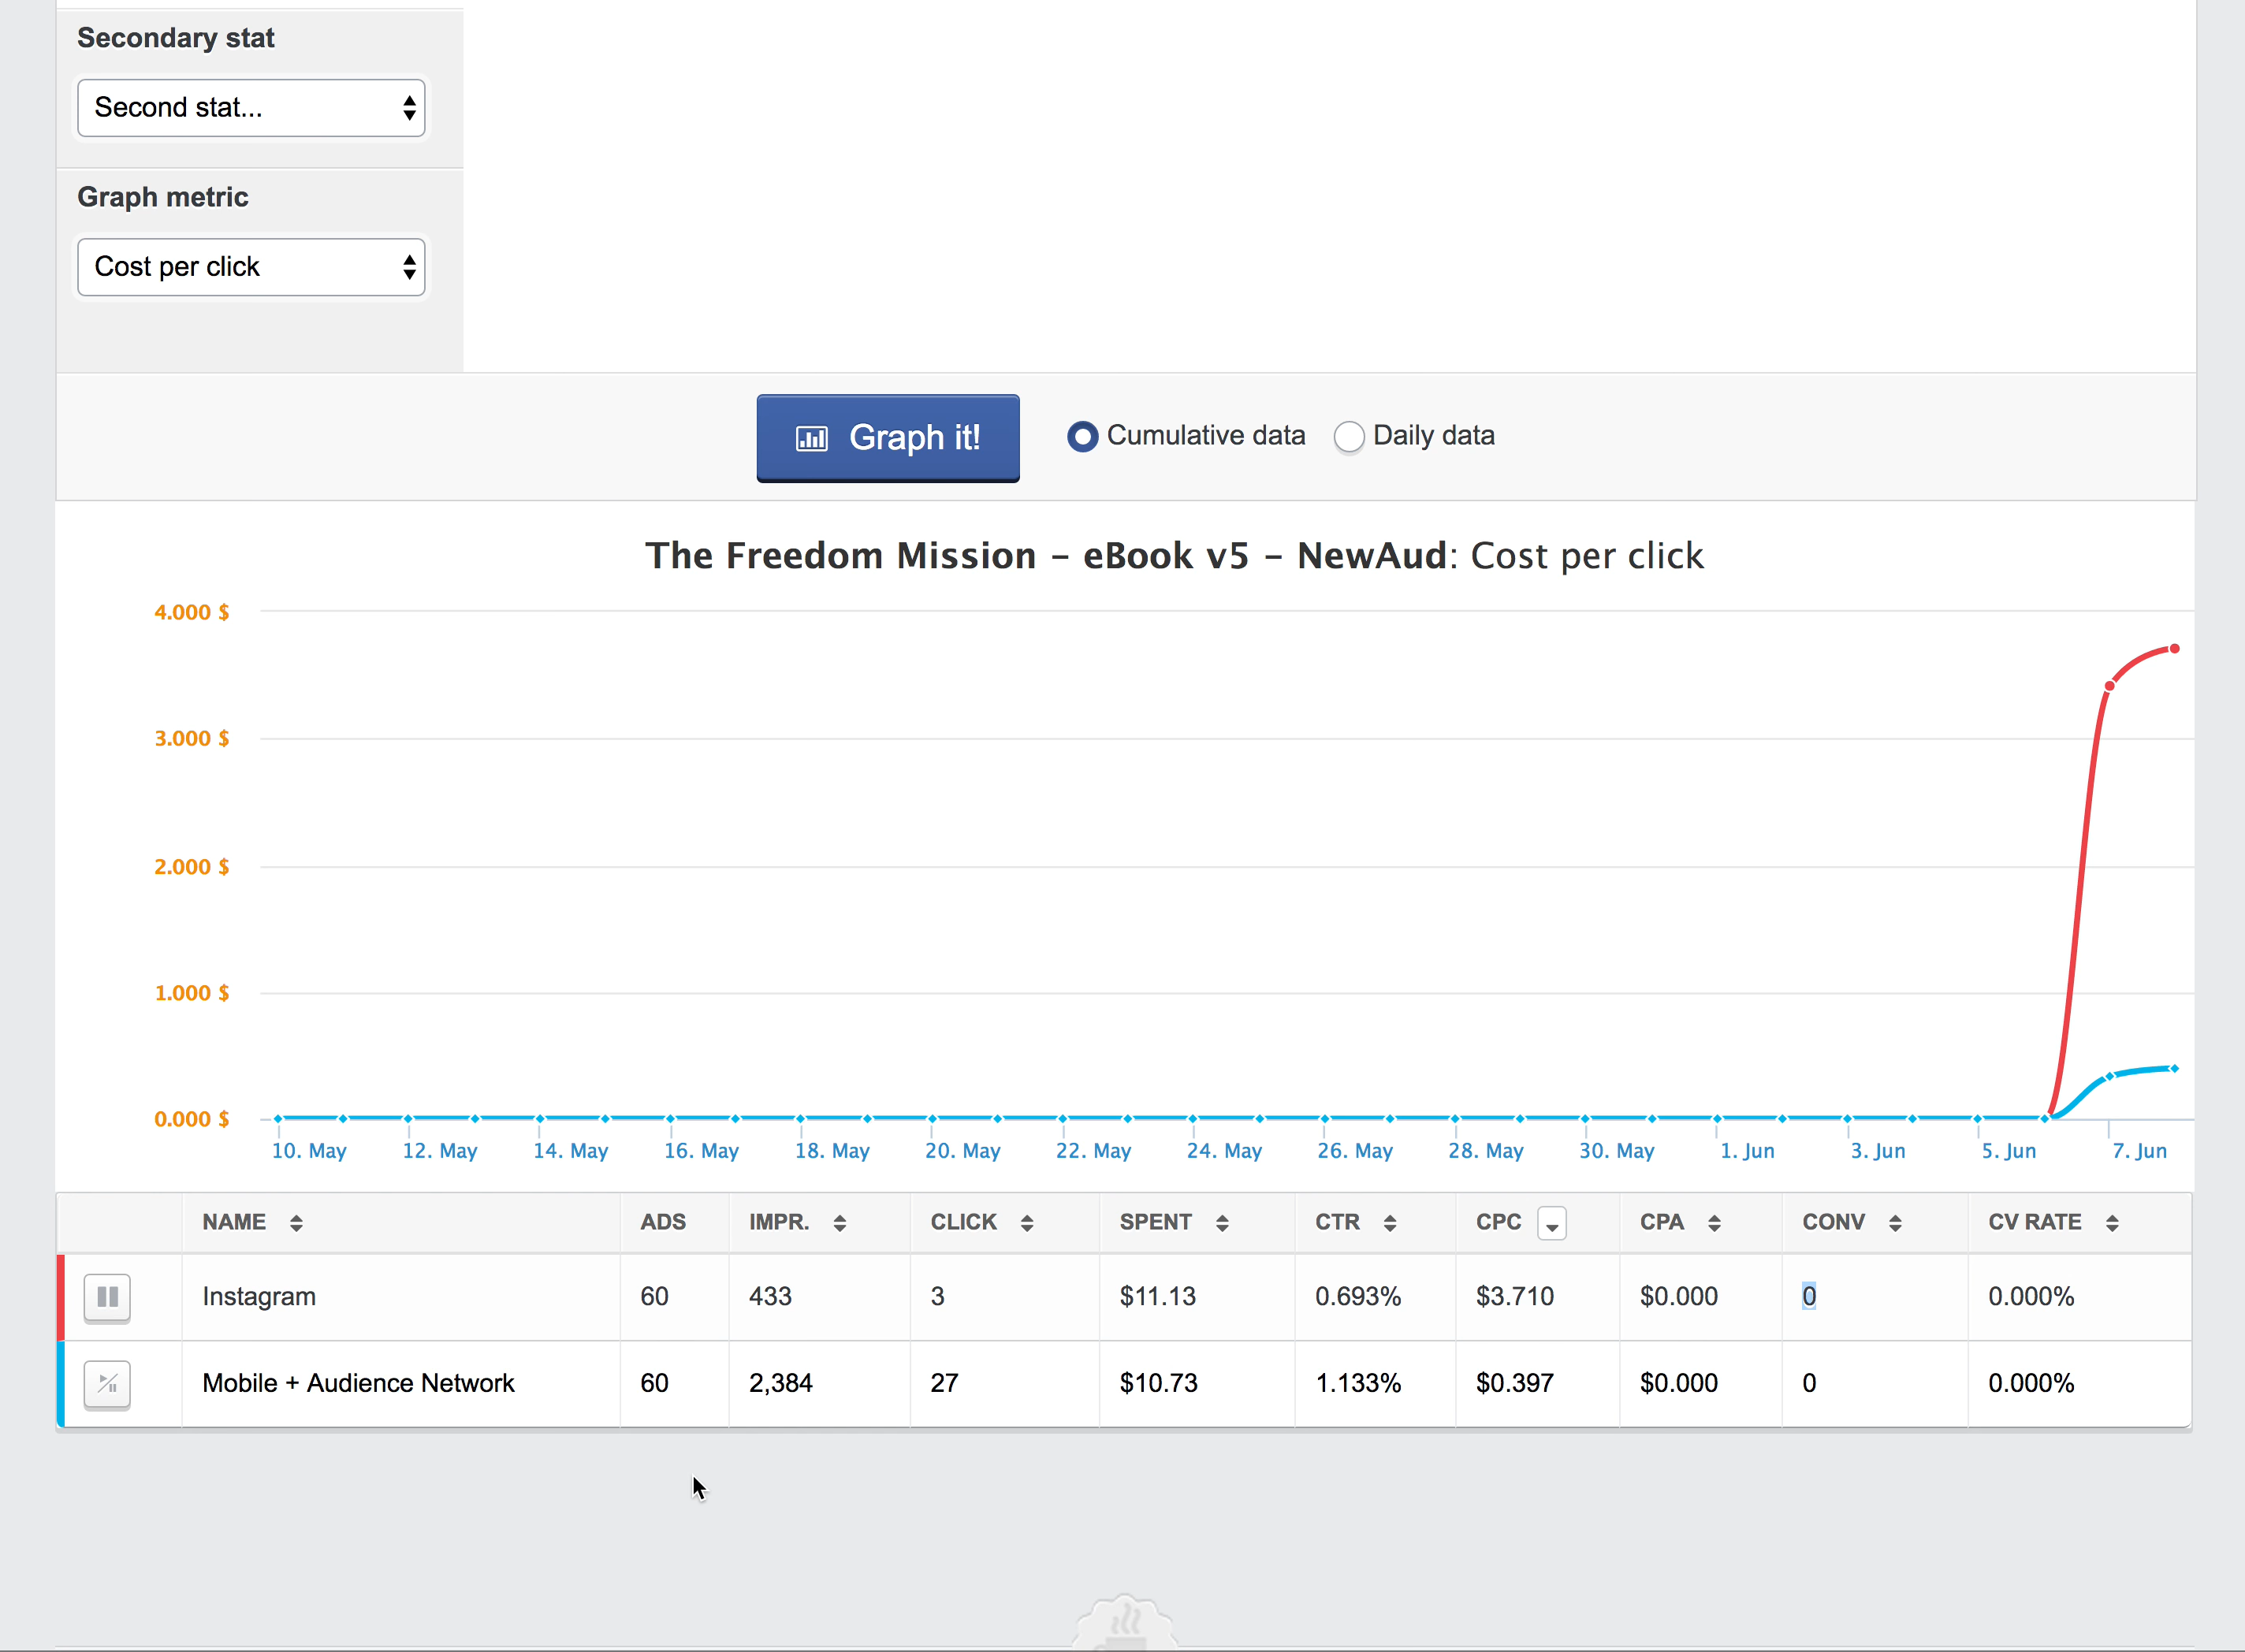 Secondary stat
Second stat...
Graph metric
Cost per click
Graph it! Cumulative data Daily data
The Freedom Mission – eBook v5 – NewAud: Cost per click
4.000 $
3.000 $
2.000 $
1.000 $
0.000 $
10. May 12. May 14. May 16. May 18. May 20. May 22. May 24. May 26. May 28. May 30. May 1. Jun 3. Jun 5. Jun 7. Jun
NAME ADS IMPR. CLICK SPENT CTR CPC CPA CONV CV RATE
Instagram 60 433 3 $11.13 0.693% $3.710 $0.000 0 0.000%
Mobile + Audience Network 60 2,384 27 $10.73 1.133% $0.397 $0.000 0 0.000%